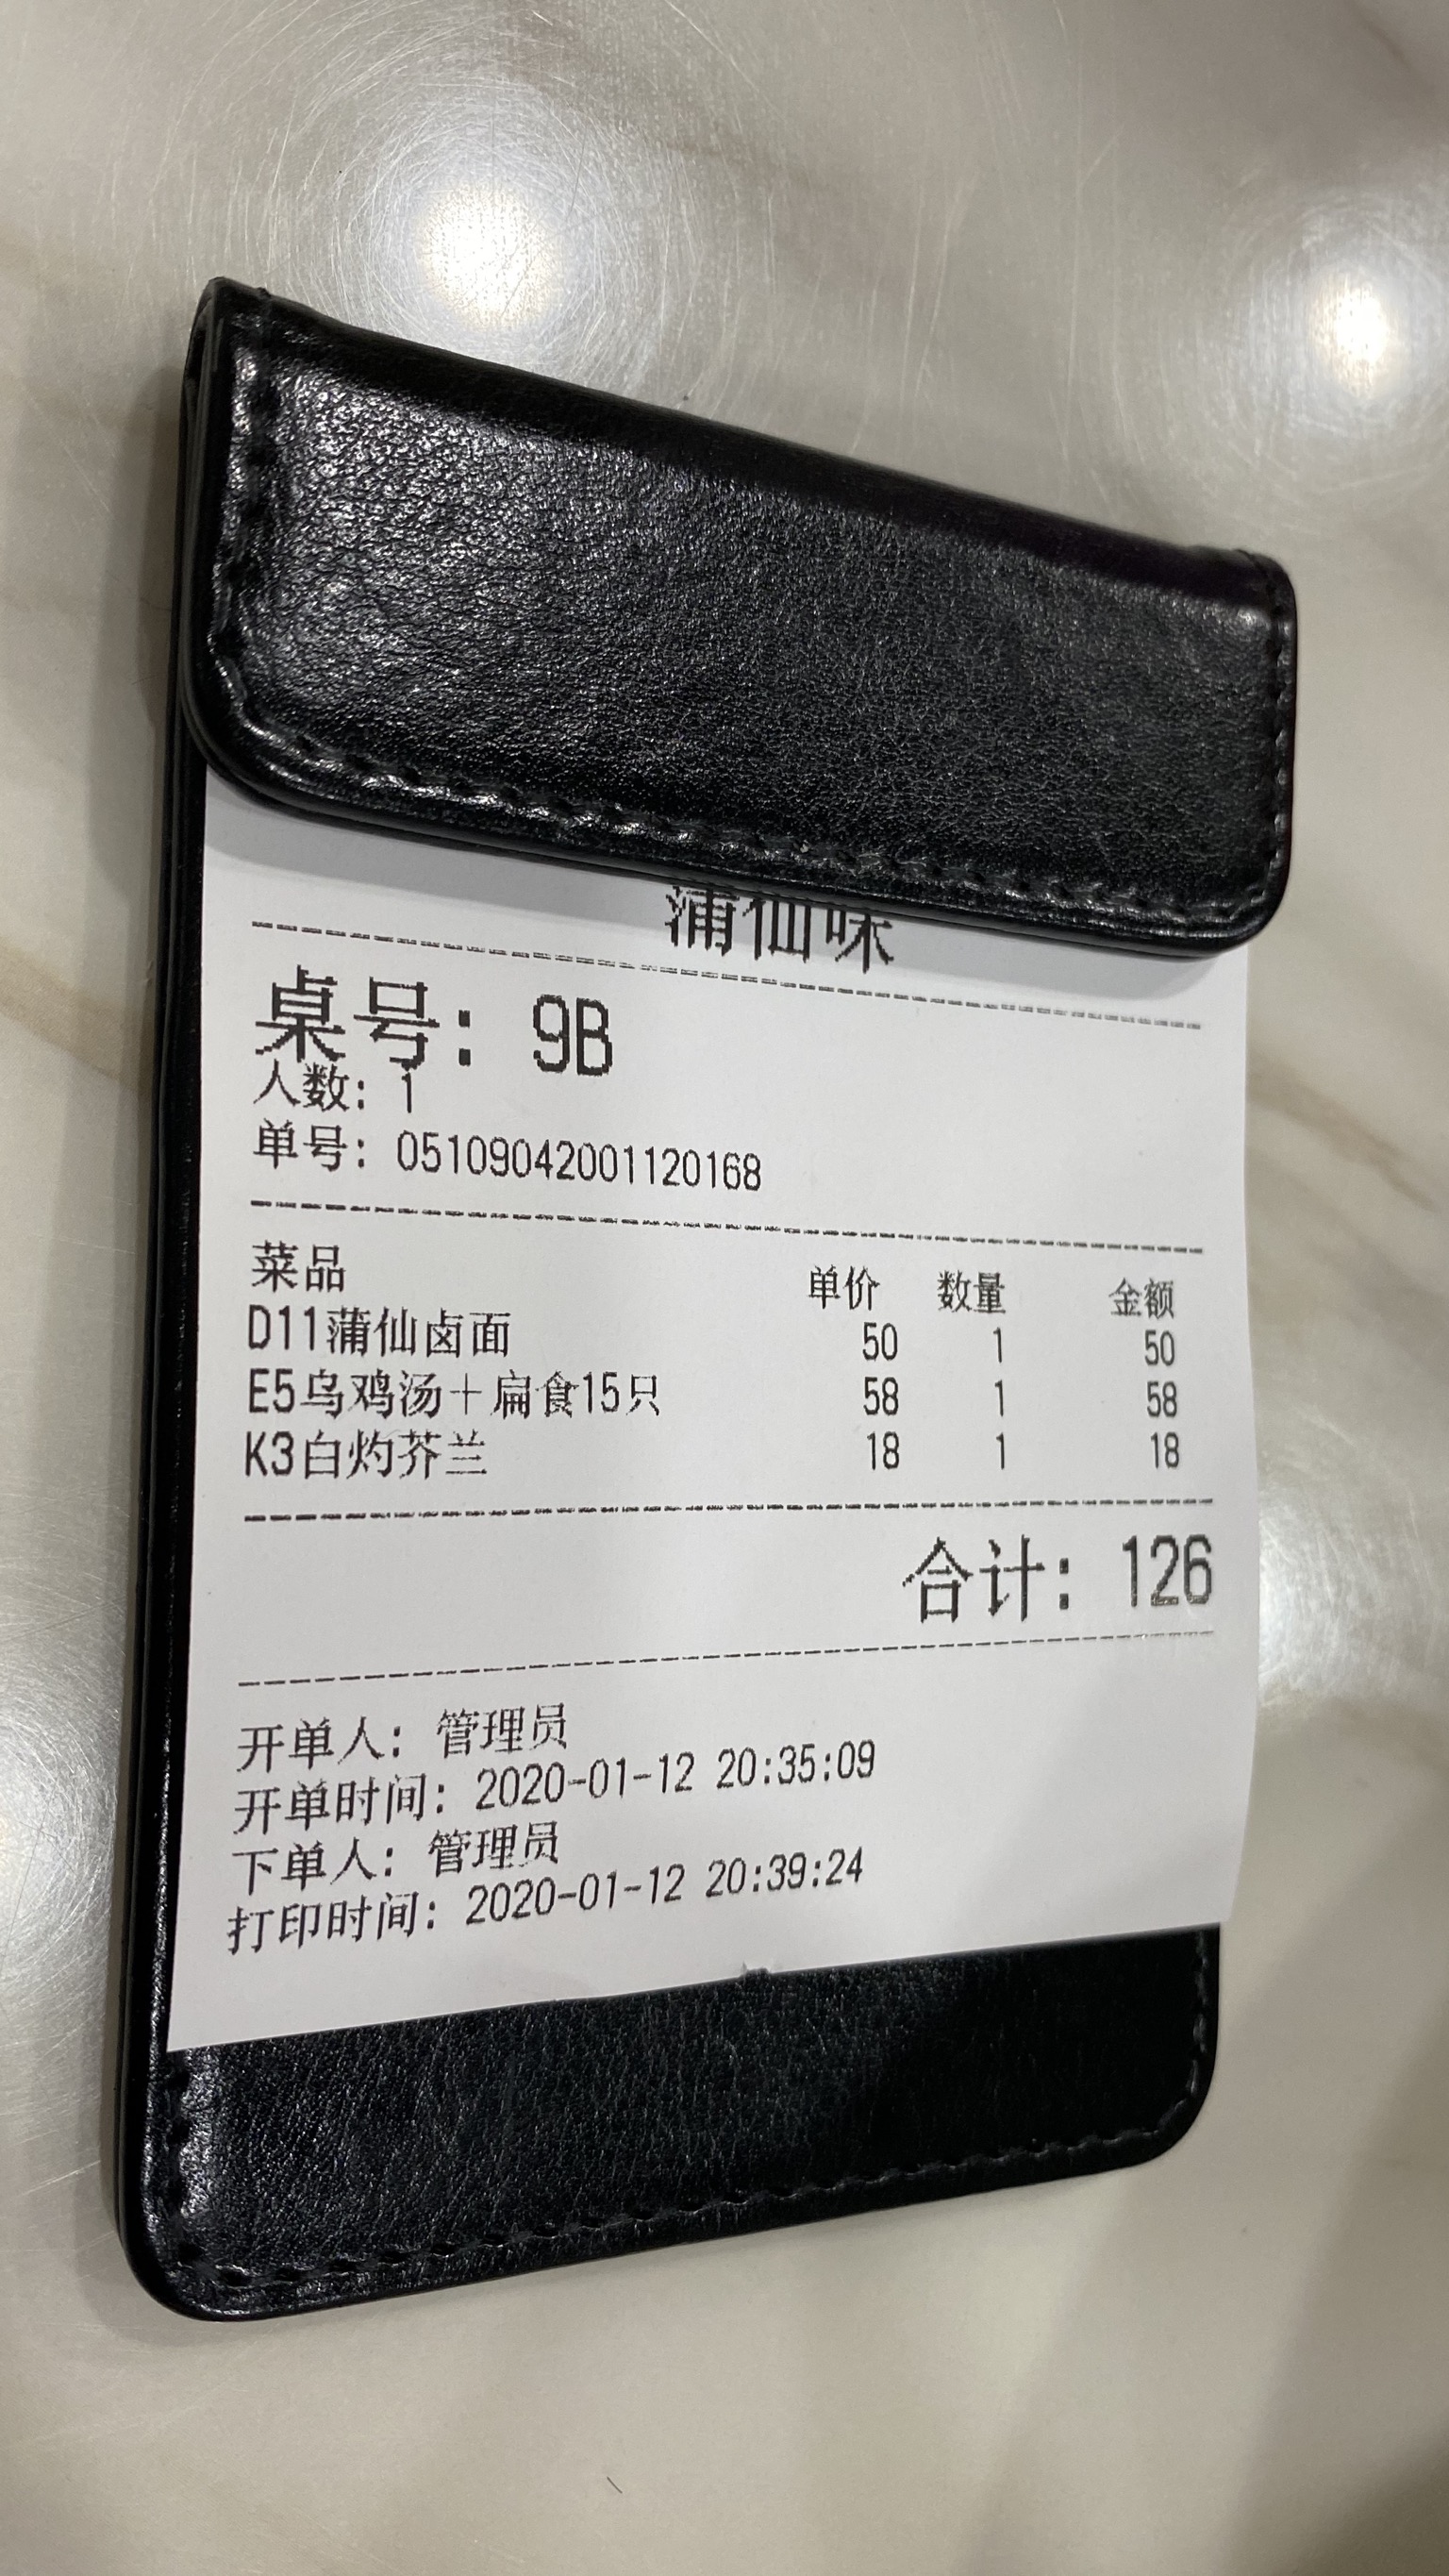 蒲仙味
桌号: 9B
人数: 1
单号: 05109042001120168
菜品 单价 数量 金额
D11蒲仙卤面 50 1 50
E5乌鸡汤+扁食15只 58 1 58
K3白灼芥兰 18 1 18
合计: 126
开单人: 管理员
开单时间: 2020-01-12 20:35:09
下单人: 管理员
打印时间: 2020-01-12 20:39:24